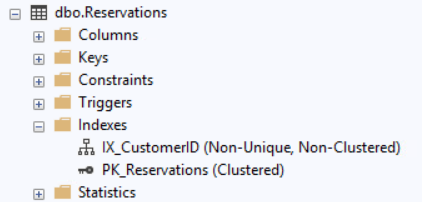 dbo.Reservations
Columns
Keys
Constraints
Triggers
Indexes
IX_CustomerID (Non-Unique, Non-Clustered)
PK_Reservations (Clustered)
Statistics